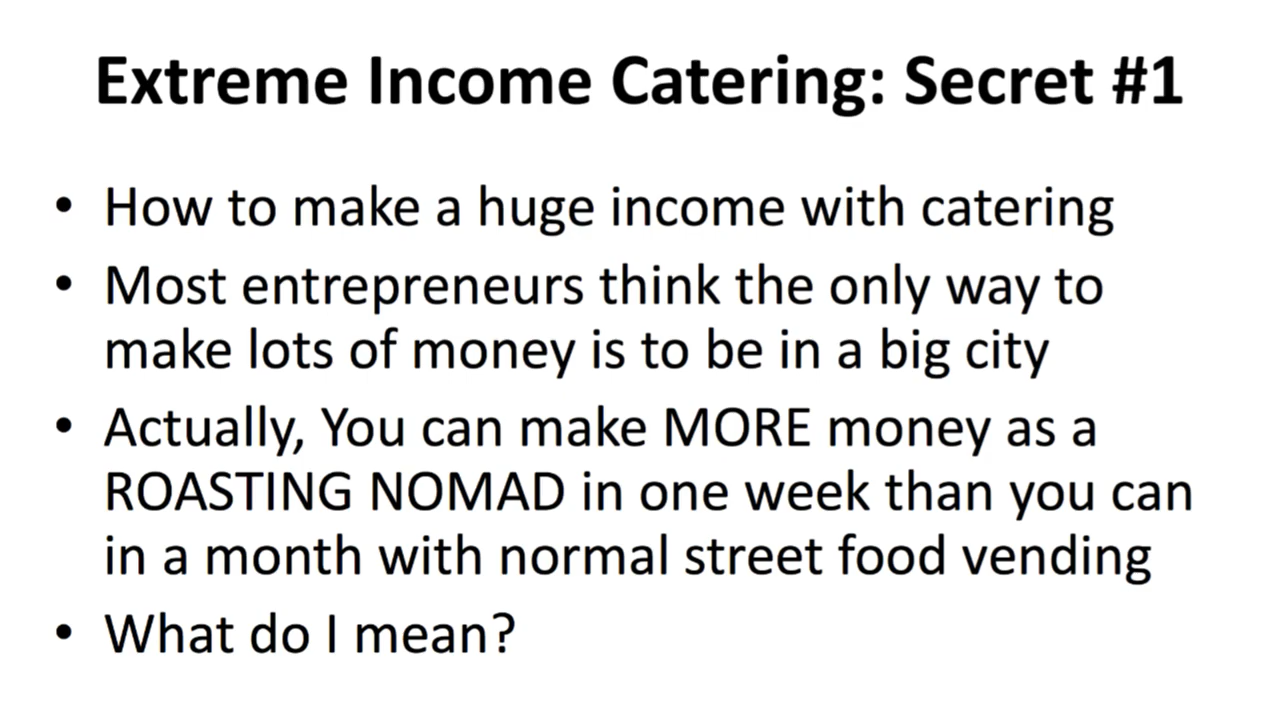 Extreme Income Catering: Secret #1
• How to make a huge income with catering
• Most entrepreneurs think the only way to
make lots of money is to be in a big city
• Actually, You can make MORE money as a
ROASTING NOMAD in one week than you can
in a month with normal street food vending
• What do I mean?